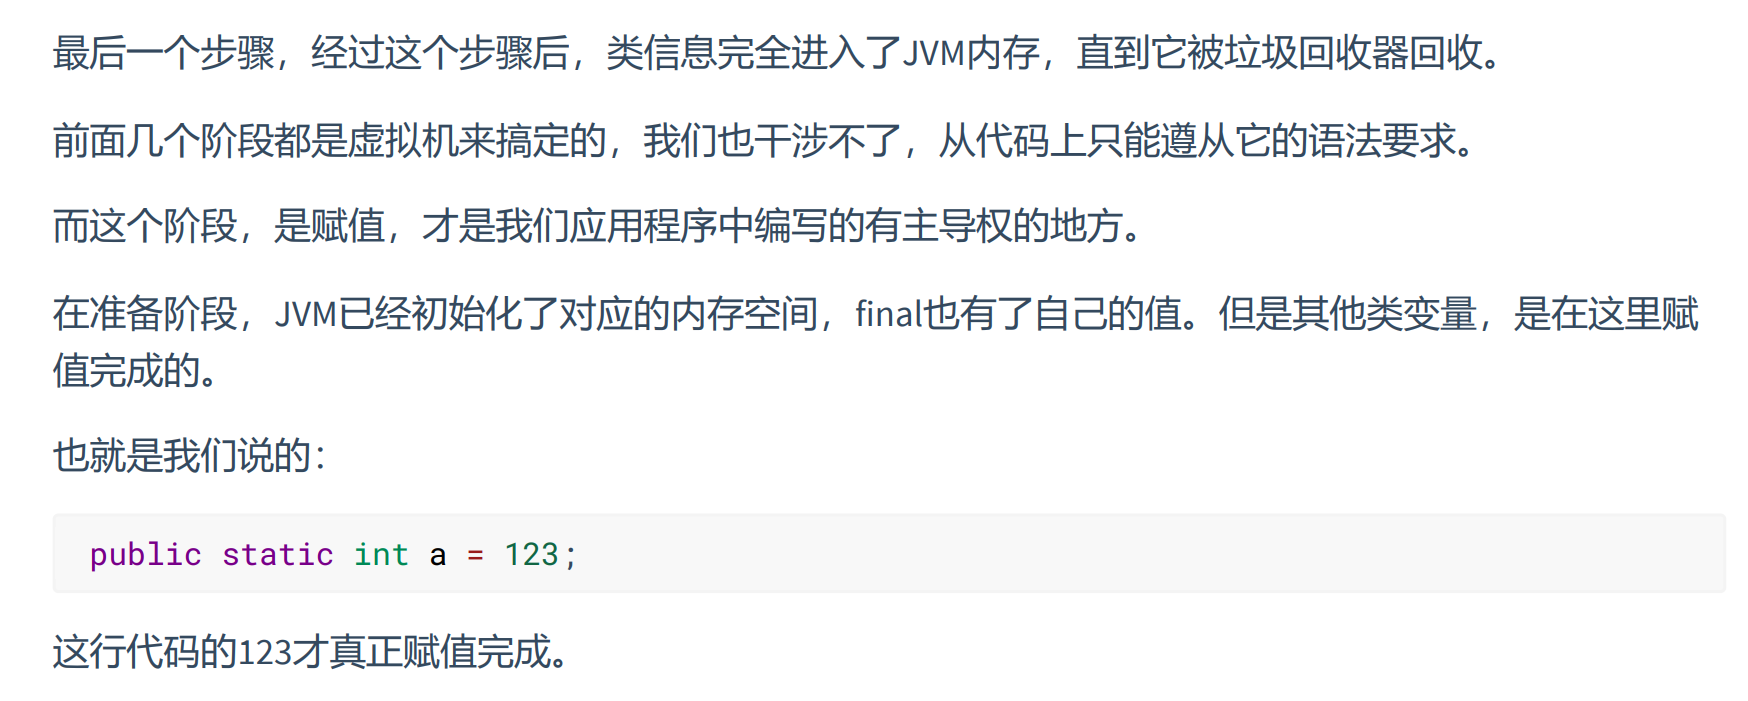 最后一个步骤，经过这个步骤后，类信息完全进入了JVM内存，直到它被垃圾回收器回收。
前面几个阶段都是虚拟机来搞定的，我们也干涉不了，从代码上只能遵从它的语法要求。
而这个阶段，是赋值，才是我们应用程序中编写的有主导权的地方。
在准备阶段，JVM已经初始化了对应的内存空间，final也有了自己的值。但是其他类变量，是在这里赋
值完成的。
也就是我们说的：
public static int a = 123;
这行代码的123才真正赋值完成。